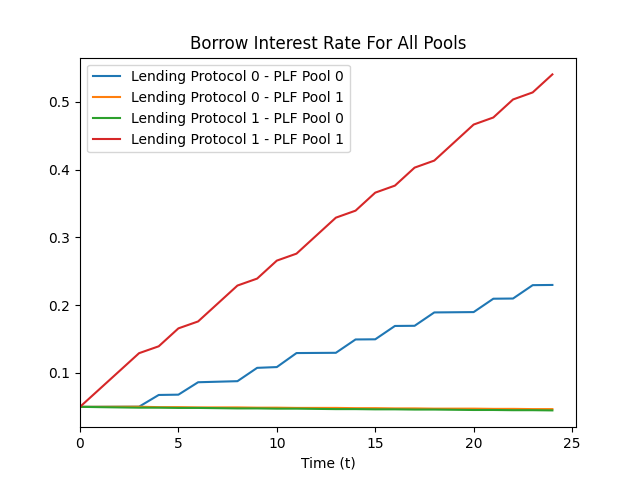 Borrow Interest Rate For All Pools
Lending Protocol 0 - PLF Pool 0
Lending Protocol 0 - PLF Pool 1
Lending Protocol 1 - PLF Pool 0
Lending Protocol 1 - PLF Pool 1
0.5
0.4
0.3
0.2
0.1
0 5 10 15 20 25
Time (t)